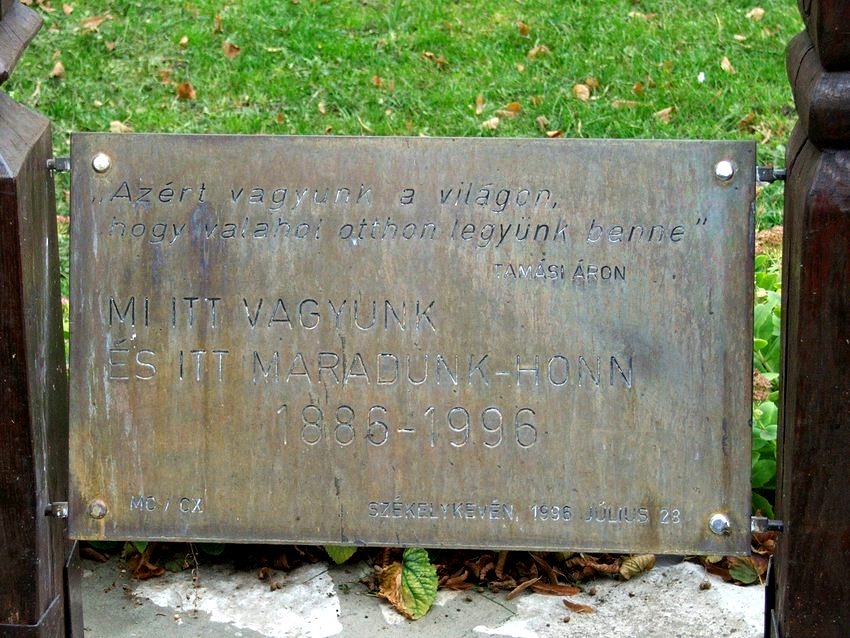 „Azért vagyunk a világon,
hogy valahol otthon legyünk benne”
TAMÁSI ÁRON
MI ITT VAGYUNK
ÉS ITT MARADUNK-HONN
1886-1996
MC / CX
SZÉKELYKEVÉN, 1996 JÚLIUS 28